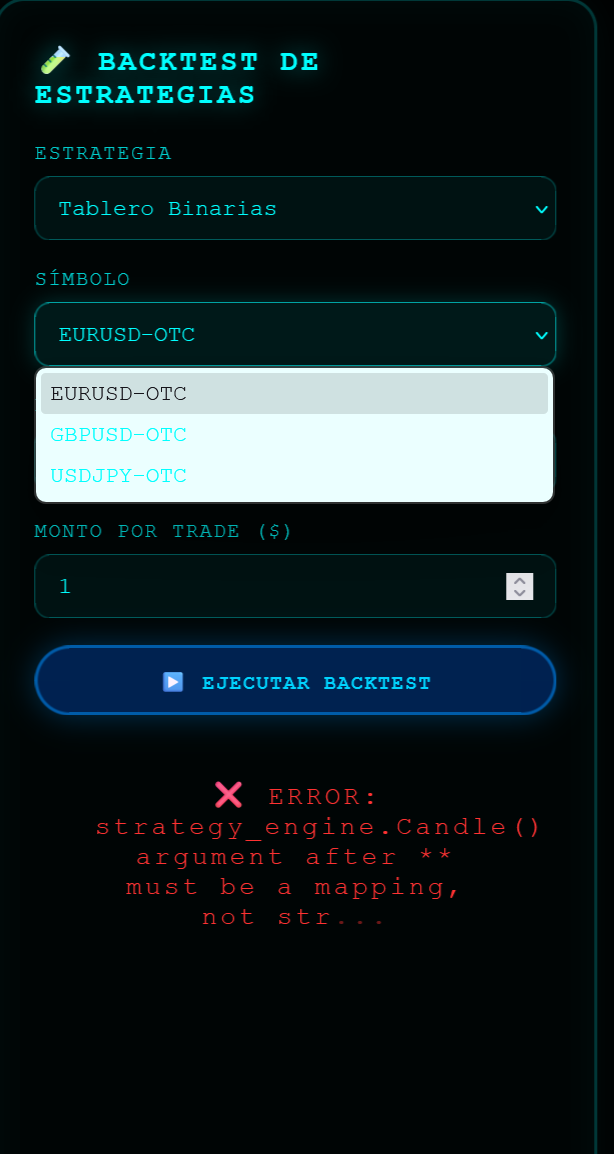 BACKTEST DE
ESTRATEGIAS
ESTRATEGIA
Tablero Binarias
SÍMBOLO
EURUSD-OTC
EURUSD-OTC
GBPUSD-OTC
USDJPY-OTC
MONTO POR TRADE ($)
1
EJECUTAR BACKTEST
ERROR:
strategy_engine.Candle()
argument after **
must be a mapping,
not str...